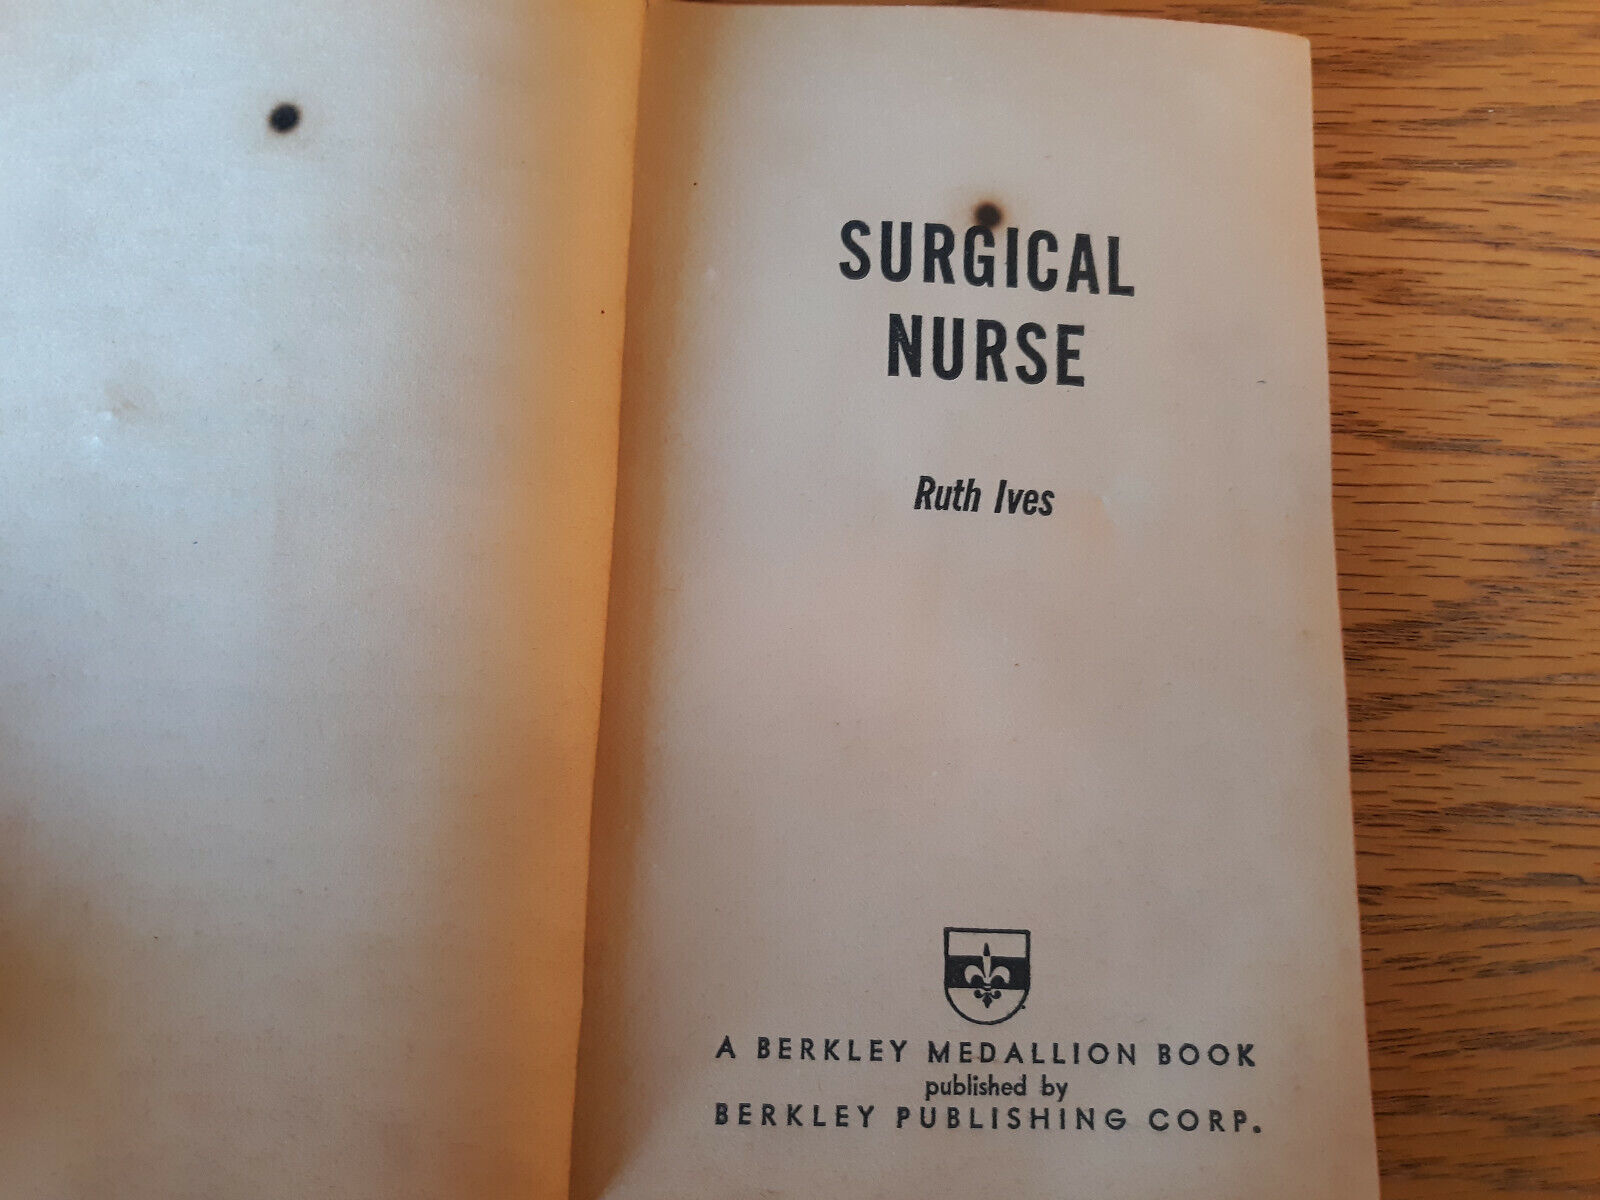 SURGICAL
NURSE
Ruth Ives
A BERKLEY MEDALLION BOOK
published by
BERKLEY PUBLISHING CORP.